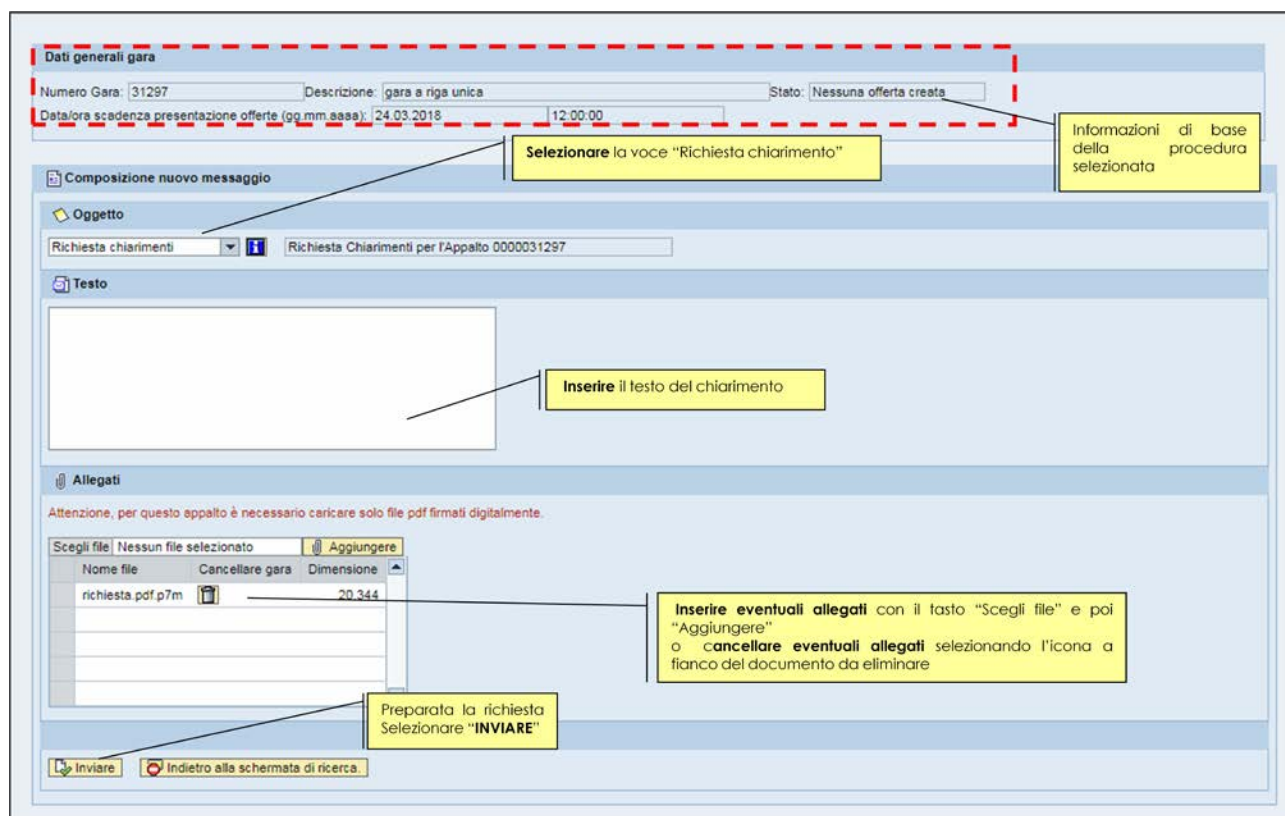 Dati generali gara
Numero Gara: 31297 Descrizione: gara a riga unica Stato: Nessuna offerta creata
Data/ora scadenza presentazione offerte (gg.mm.aaaa): 24.03.2018 12:00:00
Informazioni di base
della procedura
selezionata
Selezionare la voce “Richiesta chiarimento”
Composizione nuovo messaggio
Oggetto
Richiesta chiarimenti Richiesta Chiarimenti per l'Appalto 0000031297
Testo
Inserire il testo del chiarimento
Allegati
Attenzione, per questo appalto è necessario caricare solo file pdf firmati digitalmente.
Scegli file Nessun file selezionato Aggiungere
Nome file Cancellare gara Dimensione
richiesta.pdf.p7m 20.344
Inserire eventuali allegati con il tasto “Scegli file” e poi
“Aggiungere”
o cancellare eventuali allegati selezionando l’icona a
fianco del documento da eliminare
Preparata la richiesta
Selezionare “INVIARE”
Inviare Indietro alla schermata di ricerca.